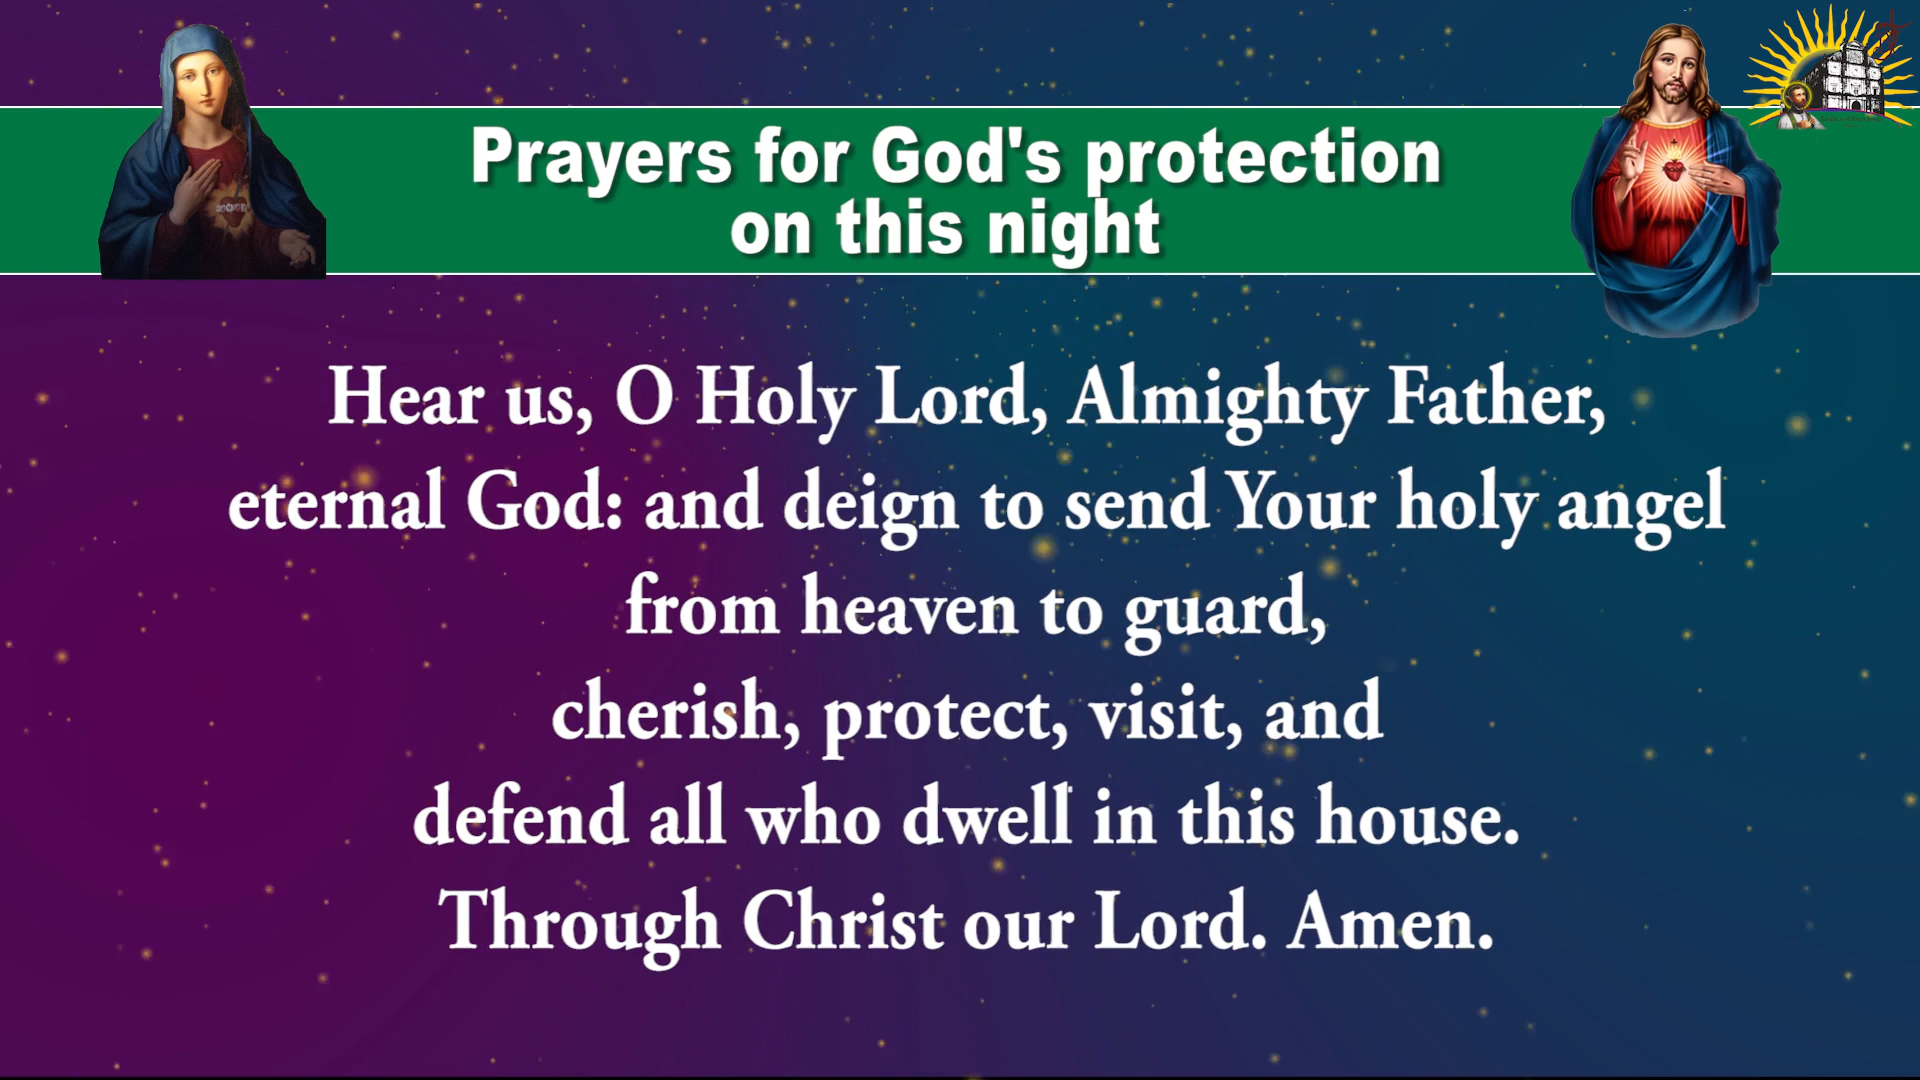 Prayers for God's protection
on this night
Hear us, O Holy Lord, Almighty Father,
eternal God: and deign to send Your holy angel
from heaven to guard,
cherish, protect, visit, and
defend all who dwell in this house.
Through Christ our Lord. Amen.